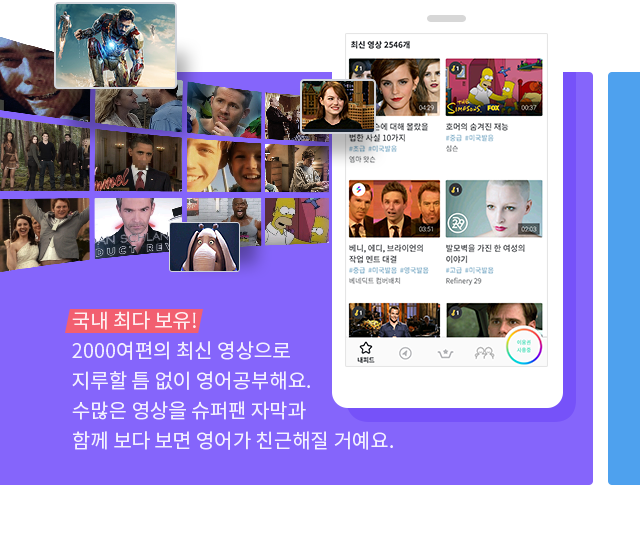 최신 영상 2546개
04:29
00:37
에 대해 몰랐을
법한 사실 10가지
#초급 #미국발음
엠마 왓슨
호머의 숨겨진 재능
#중급 #미국발음
심슨
THE SIMPSONS FOX
03:51
02:03
베니, 에디, 브라이언의
작업 멘트 대결
#중급 #미국발음 #영국발음
베네딕트 컴버배치
발모벽을 가진 한 여성의
이야기
#고급 #미국발음
Refinery 29
내피드
이용권
사용중
국내 최다 보유!
2000여편의 최신 영상으로
지루할 틈 없이 영어공부해요.
수많은 영상을 슈퍼팬 자막과
함께 보다 보면 영어가 친근해질 거예요.